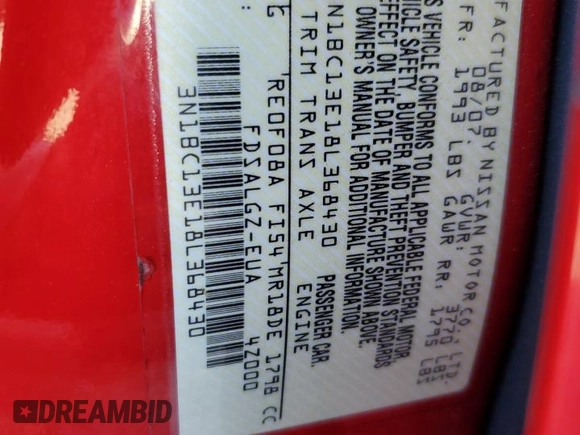 FACTURED BY NISSAN MOTOR CO., LTD.
08/07. GVWR: 3770 LBS
FR: 1993 LBS GAWR RR: 1795 LBS
VEHICLE CONFORMS TO ALL APPLICABLE FEDERAL MOTOR
HICLE SAFETY, BUMPER AND THEFT PREVENTION STANDARDS
EFFECT ON THE DATE OF MANUFACTURE SHOWN ABOVE.
OWNER'S MANUAL FOR ADDITIONAL INFORMATION.
N1BC13E18L368430 PASSENGER CAR.
TRIM TRANS AXLE ENGINE
G RE0F08A FI54 MR18DE 1798 CC
FDSALGZ-EUA 4Z000
3N1BC13E18L368430
DREAMBID